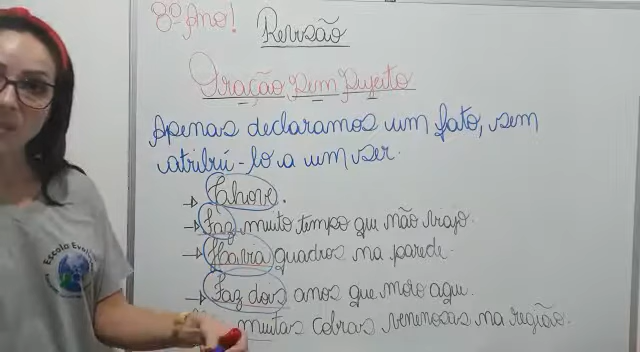 8º Ano!
Revisão
Oração Sem Sujeito
Apenas declaramos um fato, sem
atribuí-lo a um ser.
→ Chove.
→ Faz muito tempo que não viajo.
→ Havia quadros na parede.
→ Faz dois anos que moro aqui.
muitas cobras venenosas na região.
Escola